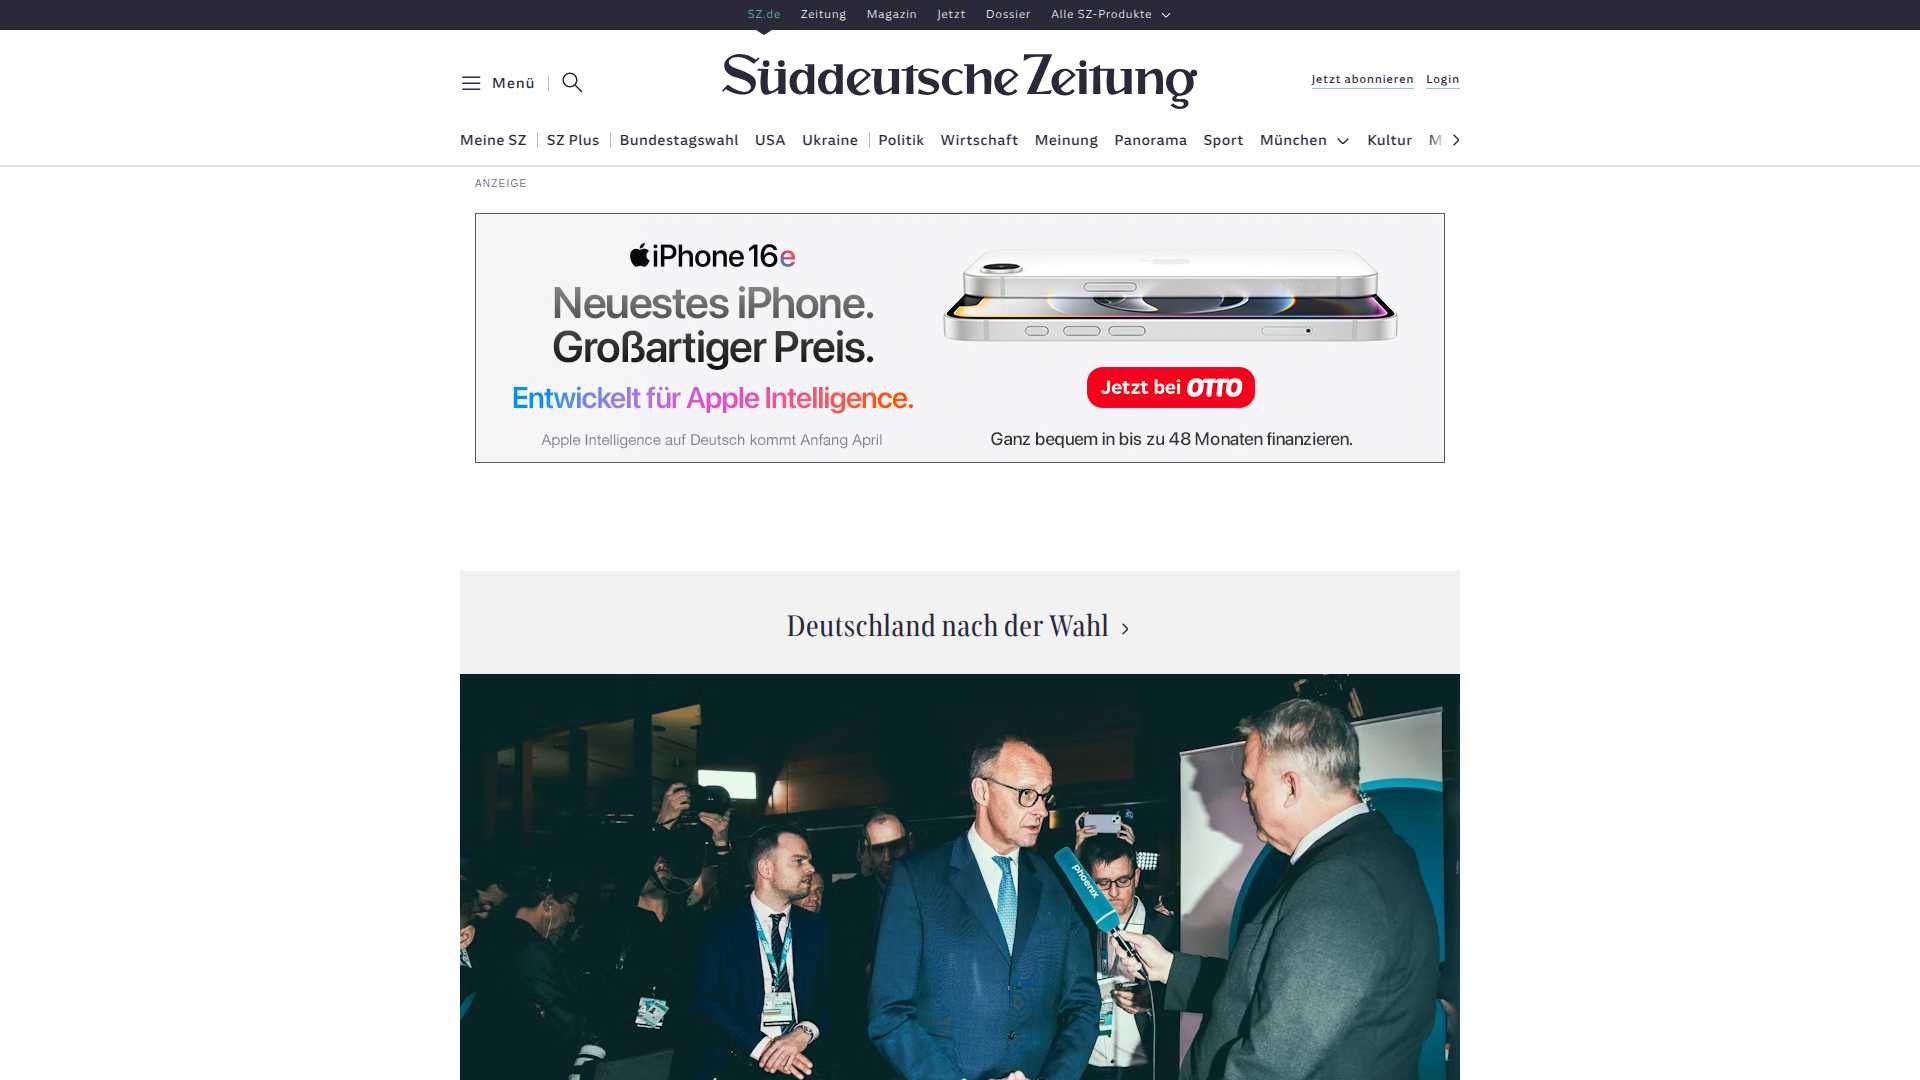 SZ.de Zeitung Magazin Jetzt Dossier Alle SZ-Produkte
Menü
Süddeutsche Zeitung
Jetzt abonnieren Login
Meine SZ SZ Plus Bundestagswahl USA Ukraine Politik Wirtschaft Meinung Panorama Sport München Kultur M
ANZEIGE
iPhone 16e
Neuestes iPhone.
Großartiger Preis.
Entwickelt für Apple Intelligence.
Apple Intelligence auf Deutsch kommt Anfang April
Jetzt bei OTTO
Ganz bequem in bis zu 48 Monaten finanzieren.
Deutschland nach der Wahl
phoenix